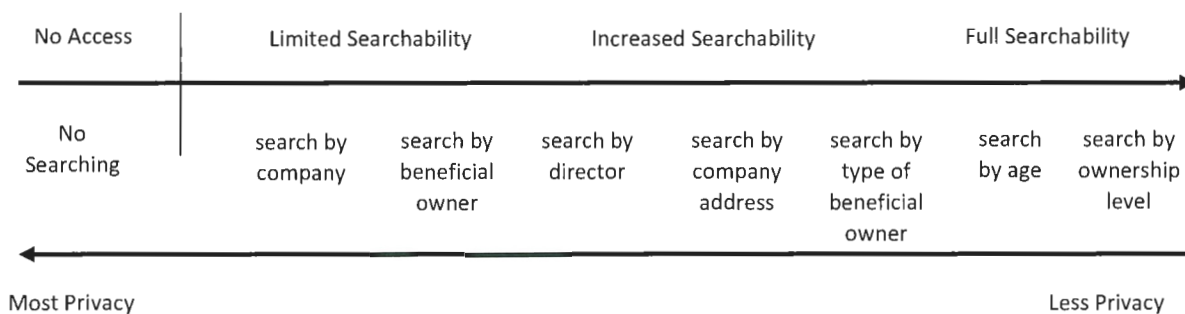 No Access
Limited Searchability
Increased Searchability
Full Searchability
No
Searching
search by
company
search by
beneficial
owner
search by
director
search by
company
address
search by
type of
beneficial
owner
search
by age
search by
ownership
level
Most Privacy
Less Privacy